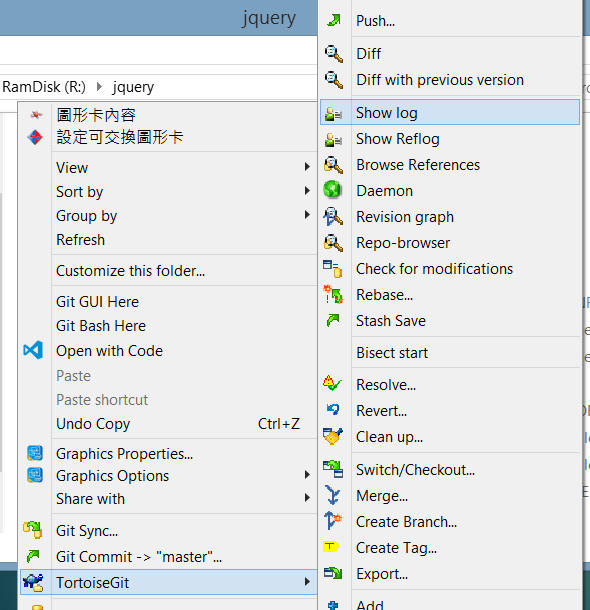 jquery
RamDisk (R:)
jquery
圖形卡內容
設定可交換圖形卡
View
Sort by
Group by
Refresh
Customize this folder...
Git GUI Here
Git Bash Here
Open with Code
Paste
Paste shortcut
Undo Copy Ctrl+Z
Graphics Properties...
Graphics Options
Share with
Git Sync...
Git Commit -> "master"...
TortoiseGit
Push...
Diff
Diff with previous version
Show log
Show Reflog
Browse References
Daemon
Revision graph
Repo-browser
Check for modifications
Rebase...
Stash Save
Bisect start
Resolve...
Revert...
Clean up...
Switch/Checkout...
Merge...
Create Branch...
Create Tag...
Export...
Add